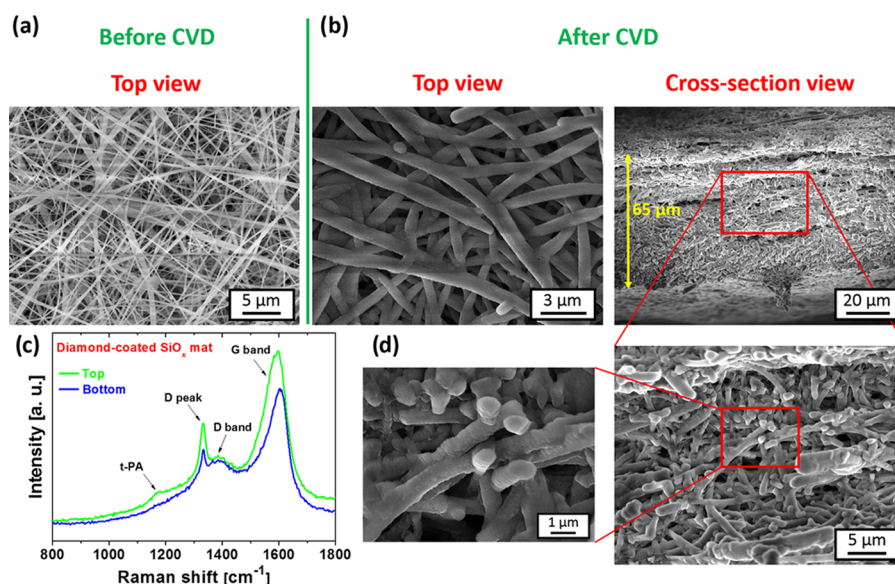 (a)
Before CVD
Top view
5 μm
(b)
After CVD
Top view
3 μm
Cross-section view
65 μm
20 μm
(c)
Diamond-coated SiOₓ mat
Top
Bottom
G band
D peak
D band
t-PA
Intensity [a. u.]
800 1000 1200 1400 1600 1800
Raman shift [cm⁻¹]
(d)
1 μm
5 μm